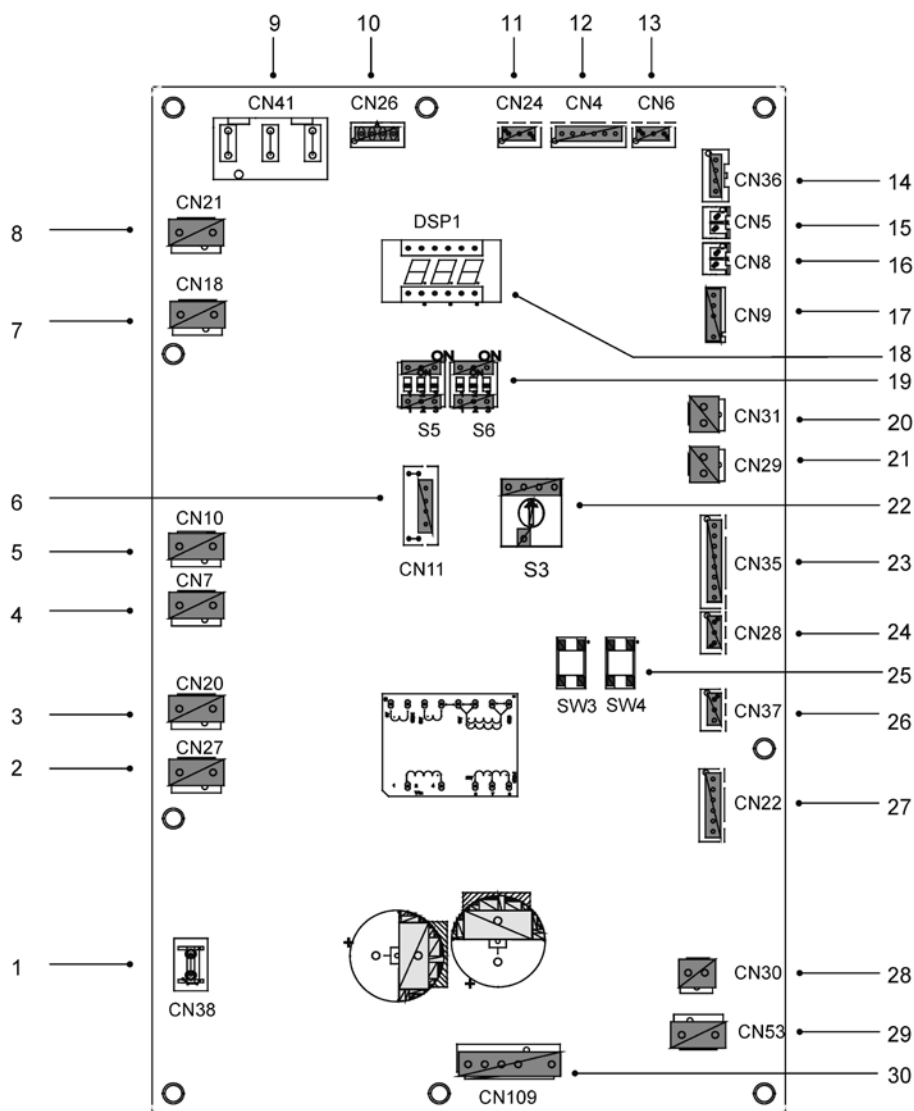 9 10 11 12 13
CN41 CN26 CN24 CN4 CN6
CN36 14
CN21 DSP1 CN5 15
8
CN8 16
CN18
7
CN9 17
18
ON ON
19
S5 S6
CN31 20
CN29 21
6
CN10
5
CN11 S3 22
CN7
4
CN35 23
CN28 24
25
SW3 SW4
CN20
3
CN37 26
CN27
2
CN22 27
1
CN38
CN30 28
CN53 29
30
CN109